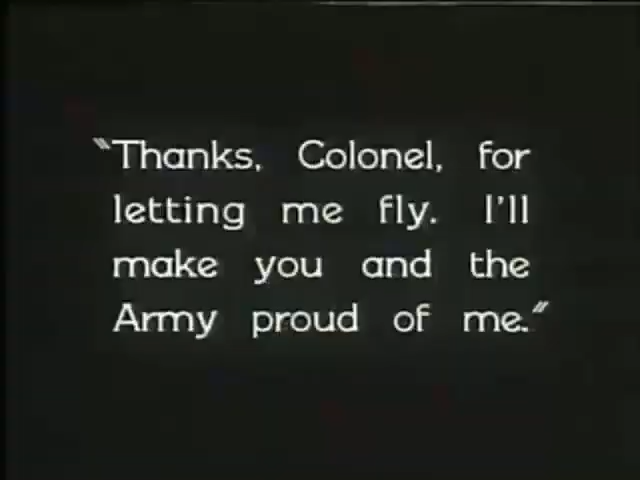 "Thanks, Colonel, for
letting me fly. I'll
make you and the
Army proud of me."